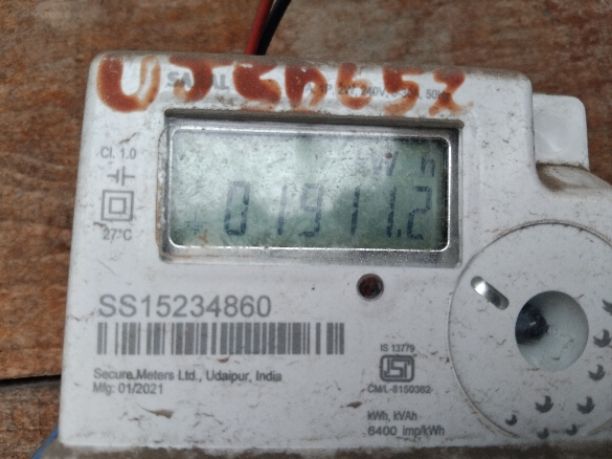 Cl. 1.0
27°C
kWh
01911.2
SS15234860
Secure Meters Ltd., Udaipur, India
Mfg: 01/2021
IS 13779
CM/L-8150382
kWh, kVAh
6400 imp/kWh